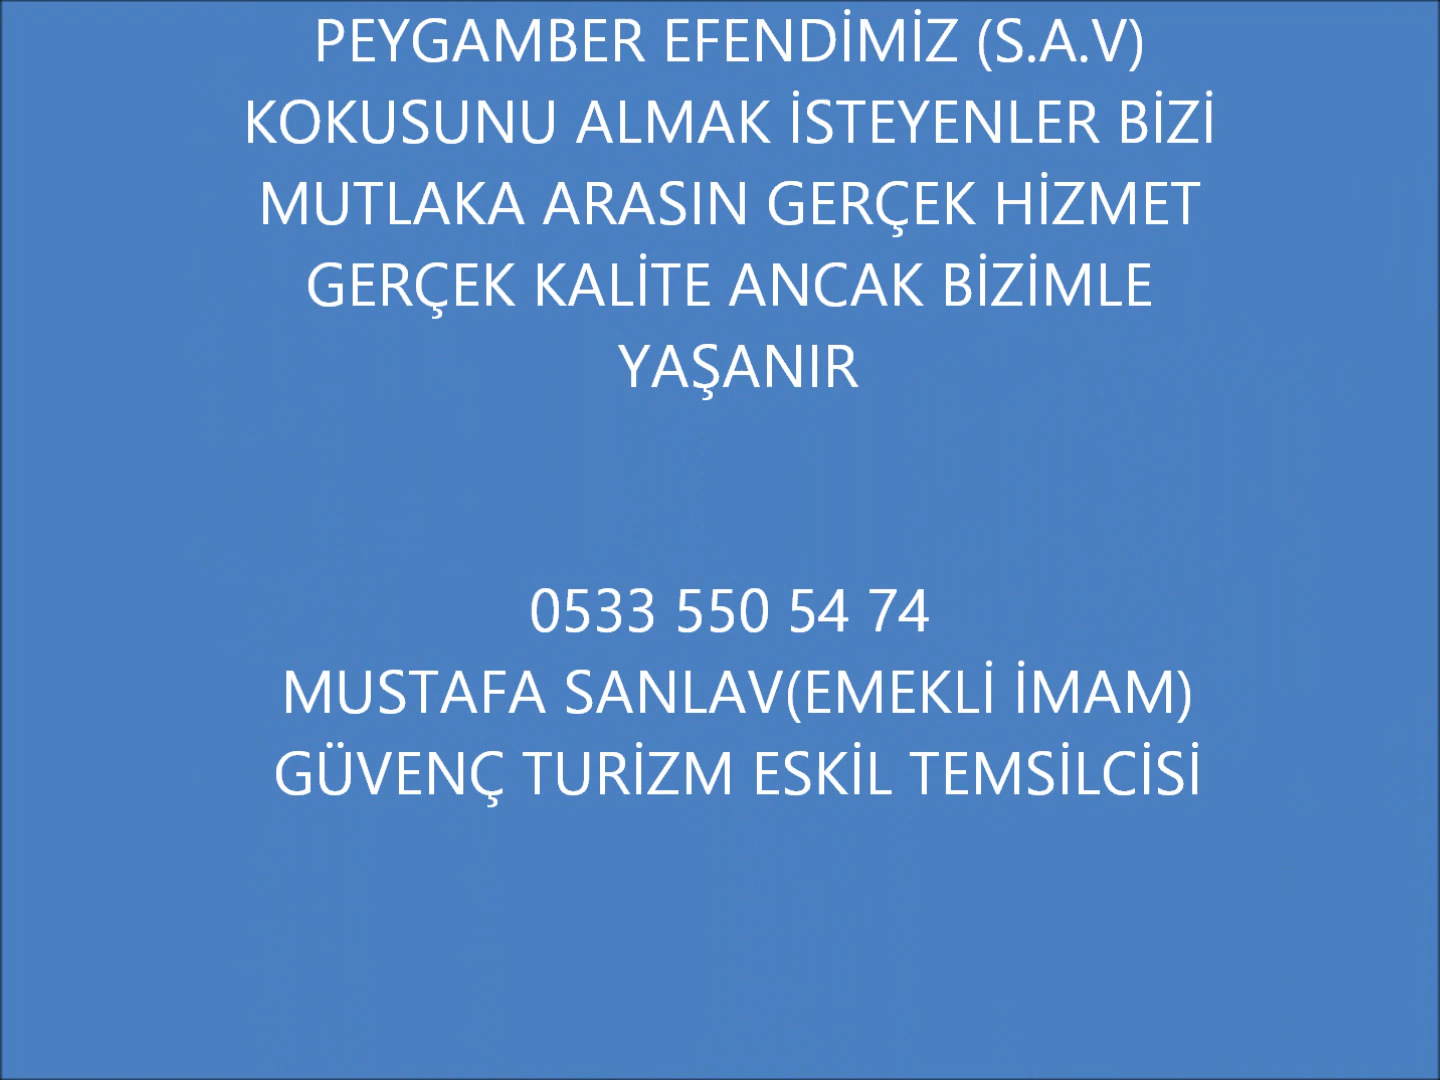 PEYGAMBER EFENDİMİZ (S.A.V)
KOKUSUNU ALMAK İSTEYENLER BİZİ
MUTLAKA ARASIN GERÇEK HİZMET
GERÇEK KALİTE ANCAK BİZİMLE
YAŞANIR
0533 550 54 74
MUSTAFA SANLAV(EMEKLİ İMAM)
GÜVENÇ TURİZM ESKİL TEMSİLCİSİ